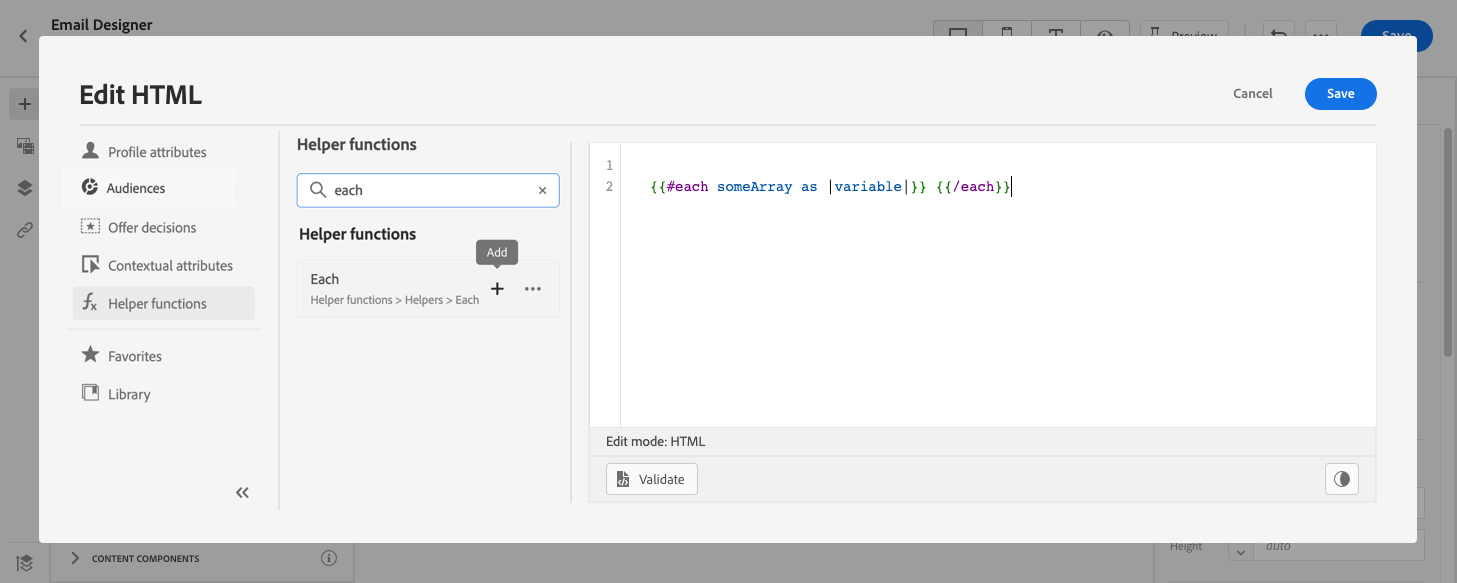 Email Designer
Preview
Save
Edit HTML
Cancel
Save
Profile attributes
Audiences
Offer decisions
Contextual attributes
Helper functions
Favorites
Library
Helper functions
each
Helper functions
Add
Each
Helper functions > Helpers > Each
1
2 {{#each someArray as |variable|}} {{/each}}
Edit mode: HTML
Validate
CONTENT COMPONENTS
Height
auto